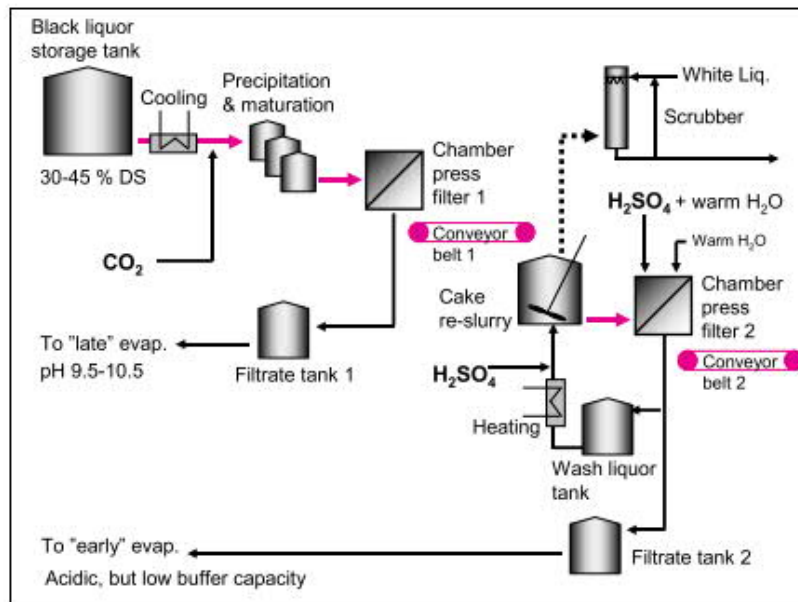 Black liquor
storage tank
Cooling
30-45 % DS
Precipitation
& maturation
CO2
Chamber
press
filter 1
Conveyor
belt 1
To "late" evap.
pH 9.5-10.5
Filtrate tank 1
White Liq.
Scrubber
H2SO4 + warm H2O
Warm H2O
Cake
re-slurry
Chamber
press
filter 2
Conveyor
belt 2
H2SO4
Heating
Wash liquor
tank
To "early" evap.
Acidic, but low buffer capacity
Filtrate tank 2